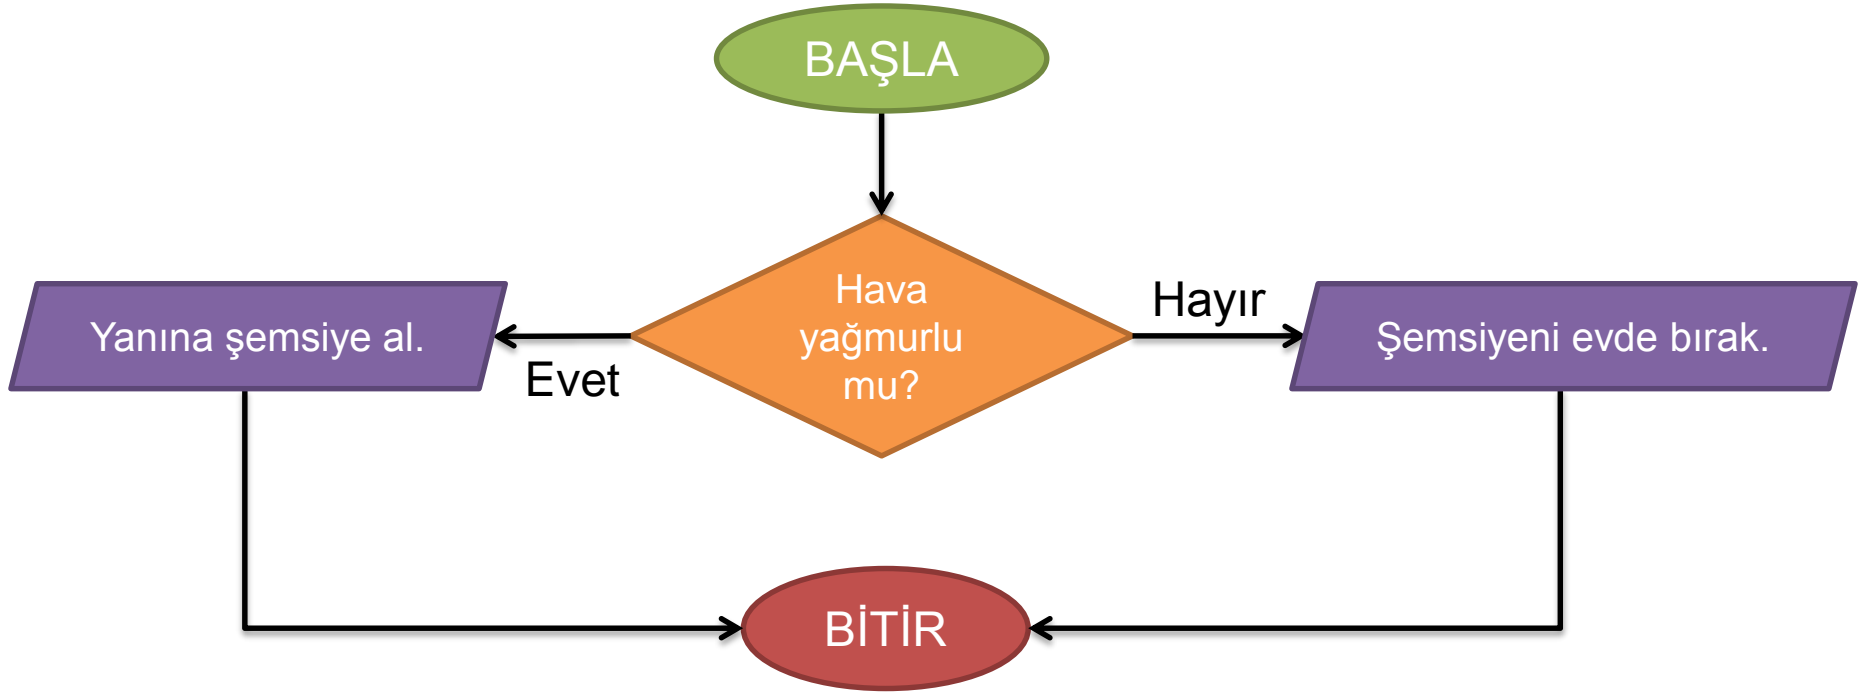 BAŞLA
Hava
yağmurlu
mu?
Evet
Yanına şemsiye al.
Hayır
Şemsiyeni evde bırak.
BİTİR